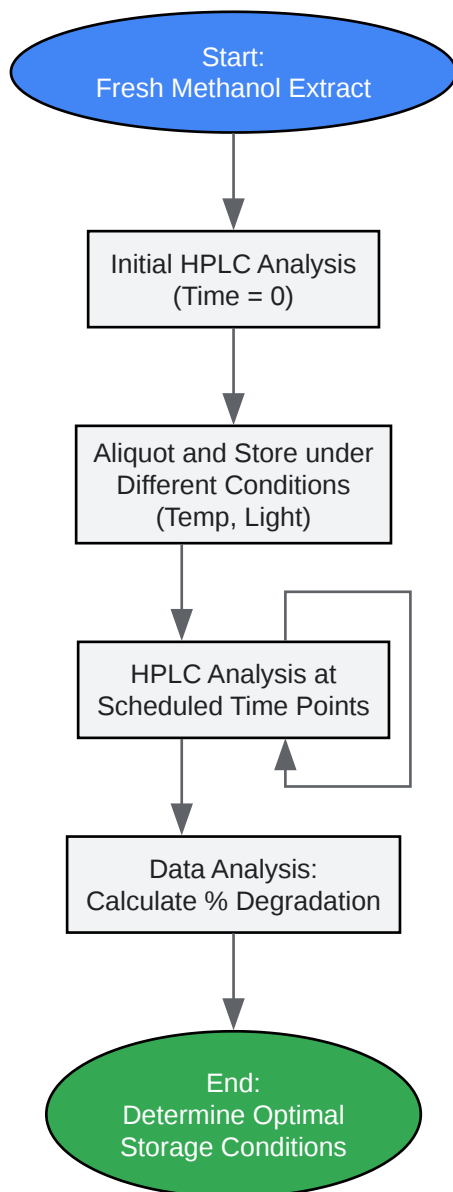 Start:
Fresh Methanol Extract
Initial HPLC Analysis
(Time = 0)
Aliquot and Store under
Different Conditions
(Temp, Light)
HPLC Analysis at
Scheduled Time Points
Data Analysis:
Calculate % Degradation
End:
Determine Optimal
Storage Conditions